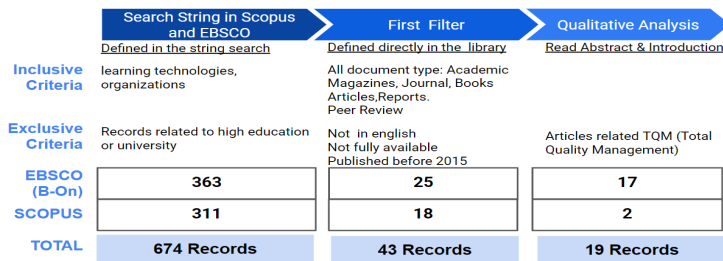 Search String in Scopus and EBSCO
First Filter
Qualitative Analysis
Defined in the string search
Defined directly in the library
Read Abstract & Introduction
Inclusive Criteria
learning technologies,
organizations
All document type: Academic
Magazines, Journal, Books
Articles,Reports.
Peer Review
Exclusive Criteria
Records related to high education
or university
Not in english
Not fully available
Published before 2015
Articles related TQM (Total
Quality Management)
EBSCO (B-On)
363
25
17
SCOPUS
311
18
2
TOTAL
674 Records
43 Records
19 Records